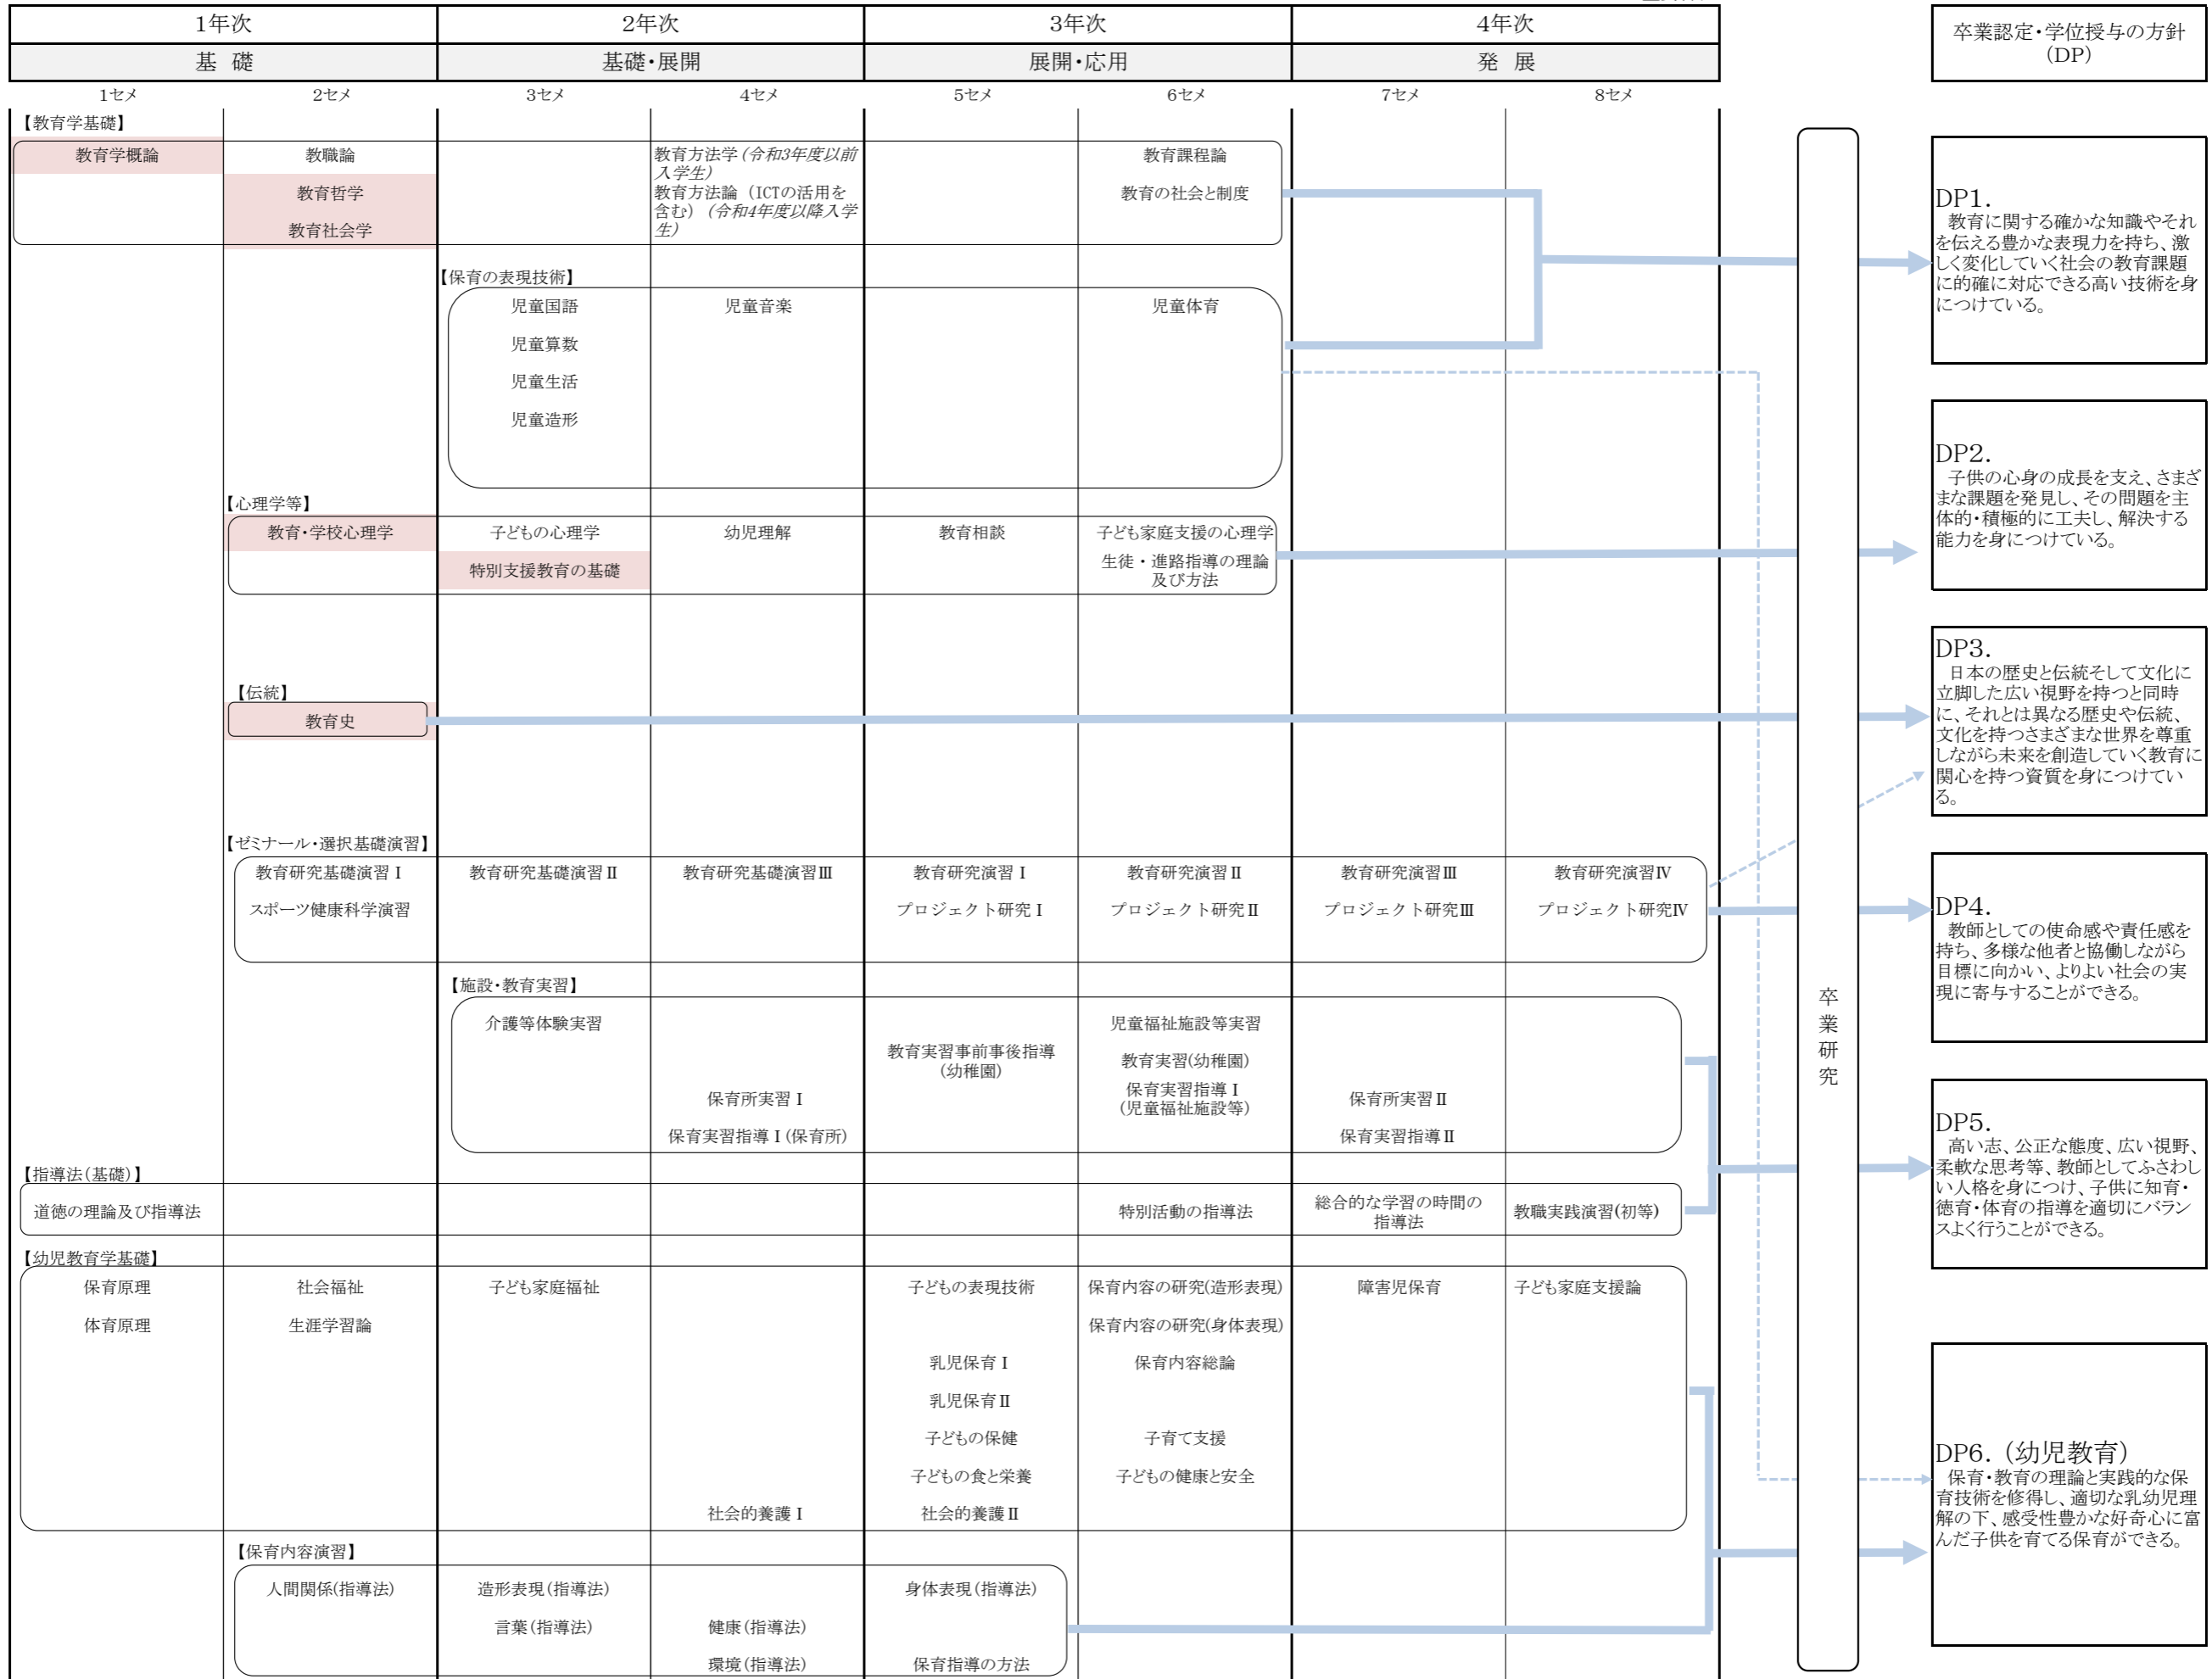 1年次
2年次
3年次
4年次
基 礎
基礎・展開
展開・応用
発 展
卒業認定・学位授与の方針
(DP)
1セメ
2セメ
3セメ
4セメ
5セメ
6セメ
7セメ
8セメ
【教育学基礎】
教育学概論
教職論
教育哲学
教育社会学
教育方法学(令和3年度以前
入学生)
教育方法論（ICTの活用を
含む）(令和4年度以降入学
生)
教育課程論
教育の社会と制度
【保育の表現技術】
児童国語
児童音楽
児童体育
児童算数
児童生活
児童造形
【心理学等】
教育・学校心理学
子どもの心理学
幼児理解
教育相談
子ども家庭支援の心理学
特別支援教育の基礎
生徒・進路指導の理論
及び方法
【伝統】
教育史
【ゼミナール・選択基礎演習】
教育研究基礎演習Ⅰ
教育研究基礎演習Ⅱ
教育研究基礎演習Ⅲ
教育研究演習Ⅰ
教育研究演習Ⅱ
教育研究演習Ⅲ
教育研究演習Ⅳ
スポーツ健康科学演習
プロジェクト研究Ⅰ
プロジェクト研究Ⅱ
プロジェクト研究Ⅲ
プロジェクト研究Ⅳ
【施設・教育実習】
介護等体験実習
児童福祉施設等実習
教育実習事前事後指導
(幼稚園)
教育実習(幼稚園)
保育所実習Ⅰ
保育実習指導Ⅰ
(児童福祉施設等)
保育所実習Ⅱ
保育実習指導Ⅰ(保育所)
保育実習指導Ⅱ
【指導法(基礎)】
道徳の理論及び指導法
特別活動の指導法
総合的な学習の時間の
指導法
教職実践演習(初等)
【幼児教育学基礎】
保育原理
社会福祉
子ども家庭福祉
子どもの表現技術
保育内容の研究(造形表現)
障害児保育
子ども家庭支援論
体育原理
生涯学習論
保育内容の研究(身体表現)
乳児保育Ⅰ
保育内容総論
乳児保育Ⅱ
子どもの保健
子育て支援
子どもの食と栄養
子どもの健康と安全
社会的養護Ⅰ
社会的養護Ⅱ
【保育内容演習】
人間関係(指導法)
造形表現(指導法)
身体表現(指導法)
言葉(指導法)
健康(指導法)
環境(指導法)
保育指導の方法
卒
業
研
究
DP1.
教育に関する確かな知識やそれ
を伝える豊かな表現力を持ち、激
しく変化していく社会の教育課題
に的確に対応できる高い技術を身
につけている。
DP2.
子供の心身の成長を支え、さまざ
まな課題を発見し、その問題を主
体的・積極的に工夫し、解決する
能力を身につけている。
DP3.
日本の歴史と伝統そして文化に
立脚した広い視野を持つと同時
に、それとは異なる歴史や伝統、
文化を持つさまざまな世界を尊重
しながら未来を創造していく教育に
関心を持つ資質を身につけてい
る。
DP4.
教師としての使命感や責任感を
持ち、多様な他者と協働しながら
目標に向かい、よりよい社会の実
現に寄与することができる。
DP5.
高い志、公正な態度、広い視野、
柔軟な思考等、教師としてふさわし
い人格を身につけ、子供に知育・
徳育・体育の指導を適切にバラン
スよく行うことができる。
DP6.（幼児教育）
保育・教育の理論と実践的な保
育技術を修得し、適切な乳幼児理
解の下、感受性豊かな好奇心に富
んだ子供を育てる保育ができる。